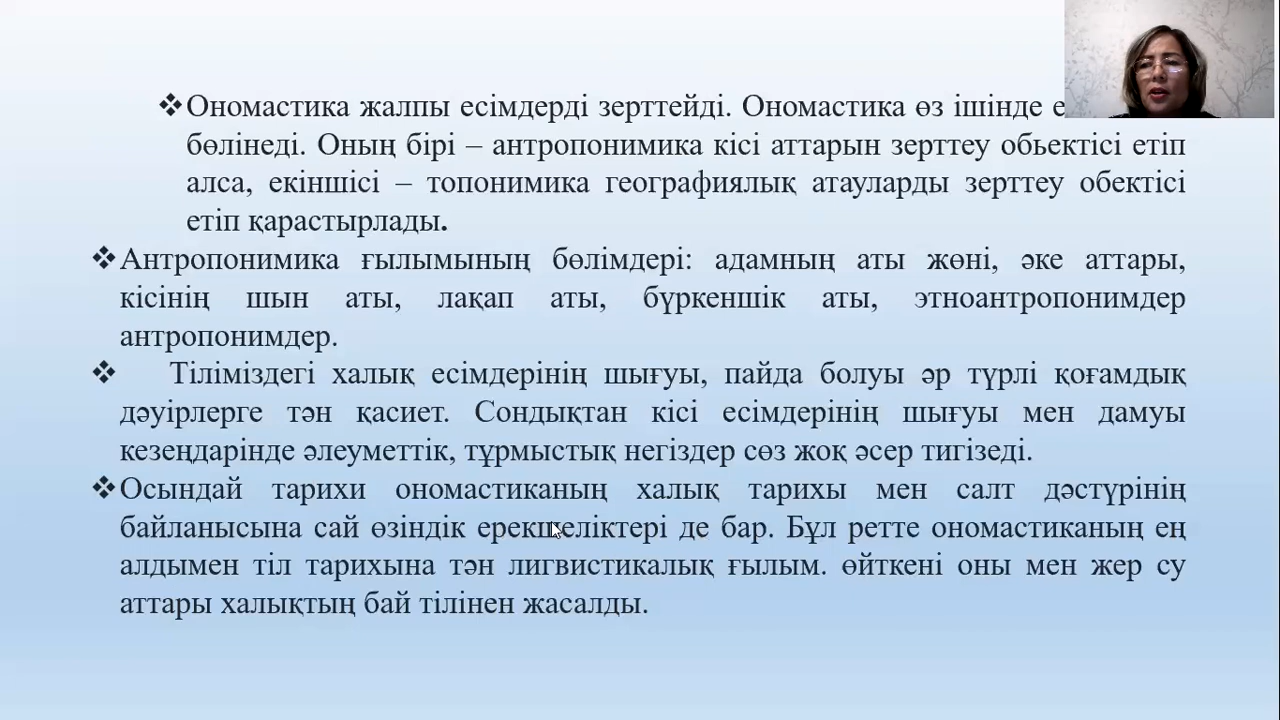 ❖Ономастика жалпы есімдерді зерттейді. Ономастика өз ішінде
бөлінеді. Оның бірі – антропонимика кісі аттарын зерттеу обьектісі етіп
алса, екіншісі – топонимика географиялық атауларды зерттеу обектісі
етіп қарастырлады.
❖Антропонимика ғылымының бөлімдері: адамның аты жөні, әке аттары,
кісінің шын аты, лақап аты, бүркеншік аты, этноантропонимдер
антропонимдер.
❖ Тіліміздегі халық есімдерінің шығуы, пайда болуы әр түрлі қоғамдық
дәуірлерге тән қасиет. Сондықтан кісі есімдерінің шығуы мен дамуы
кезеңдарінде әлеуметтік, тұрмыстық негіздер сөз жоқ әсер тигізеді.
❖Осындай тарихи ономастиканың халық тарихы мен салт дәстүрінің
байланысына сай өзіндік ерекшеліктері де бар. Бұл ретте ономастиканың ең
алдымен тіл тарихына тән лигвистикалық ғылым. өйткені оны мен жер су
аттары халықтың бай тілінен жасалды.